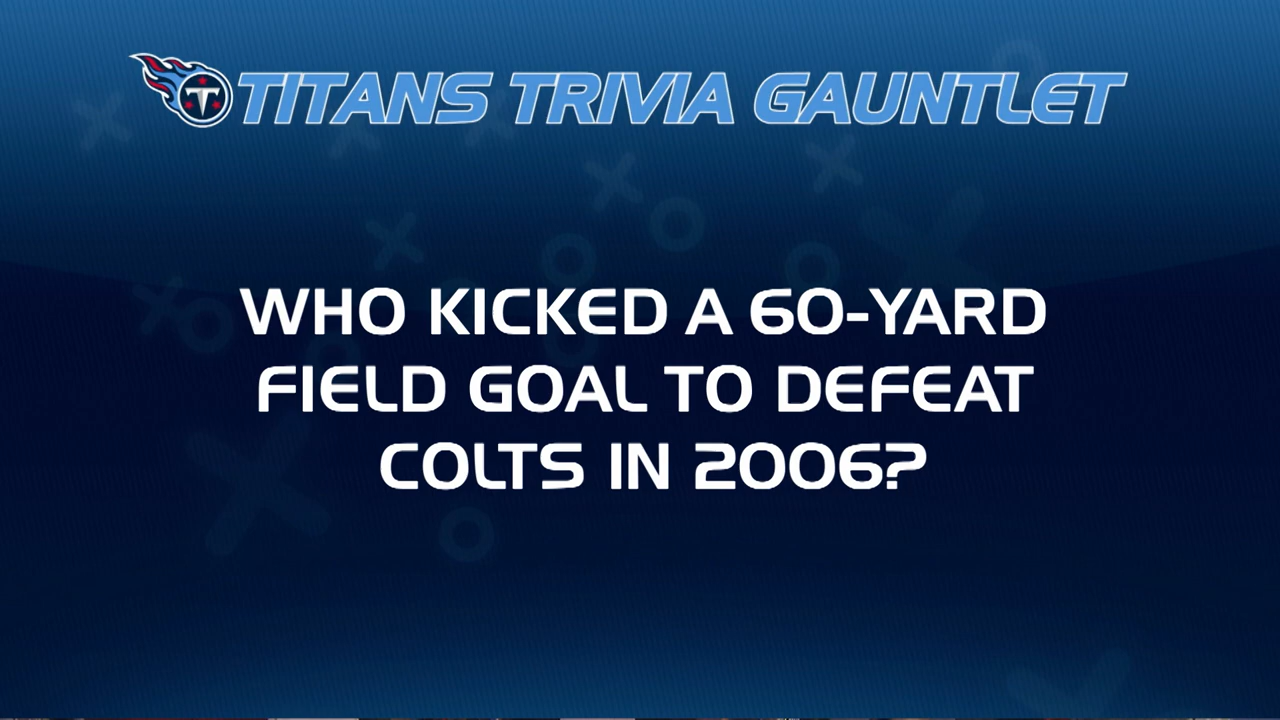 TITANS TRIVIA GAUNTLET
WHO KICKED A 60-YARD
FIELD GOAL TO DEFEAT
COLTS IN 2006?